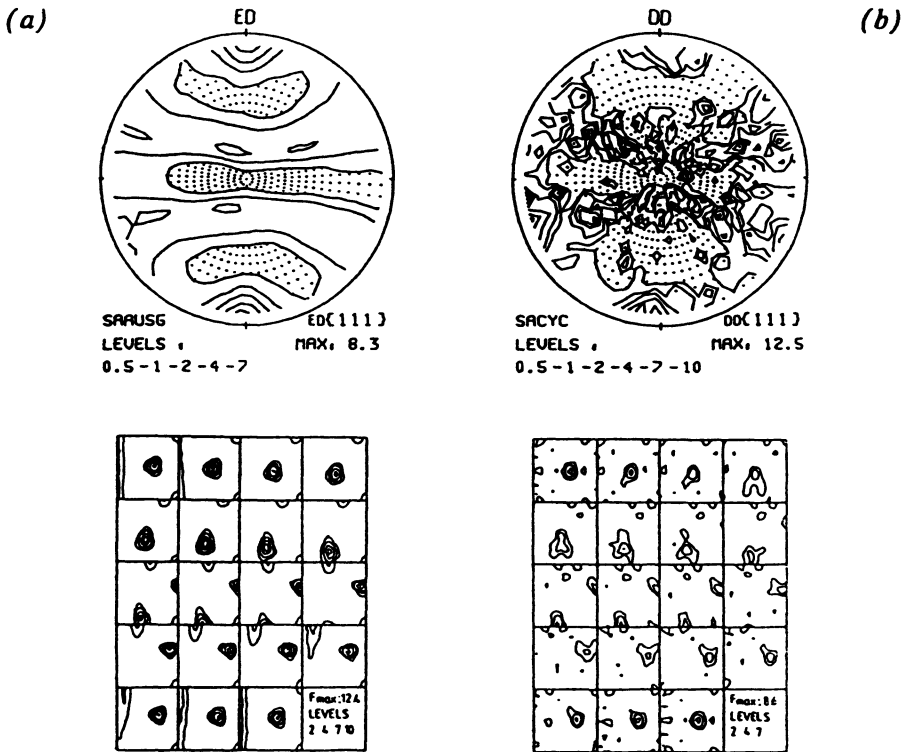 (a)
ED
SAAUSG ED{111}
LEVELS : MAX: 8.3
0.5-1-2-4-7
(b)
DD
SACYC DD{111}
LEVELS : MAX: 12.5
0.5-1-2-4-7-10
Fmax:12.4
LEVELS
2 4 7 10
LEVELS
2 4 7